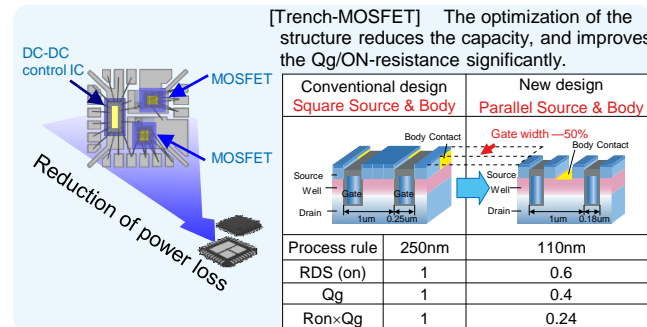 [Trench-MOSFET] The optimization of the
structure reduces the capacity, and improves
the Qg/ON-resistance significantly.
DC-DC
control IC
MOSFET
MOSFET
Reduction of power loss
Conventional design
Square Source & Body
New design
Parallel Source & Body
Body Contact
Gate width —50%
Body Contact
Source
Well
Gate
Gate
Drain
1um
0.25um
Source
Well
Drain
1um
0.18um
Process rule 250nm 110nm
RDS (on) 1 0.6
Qg 1 0.4
Ron×Qg 1 0.24